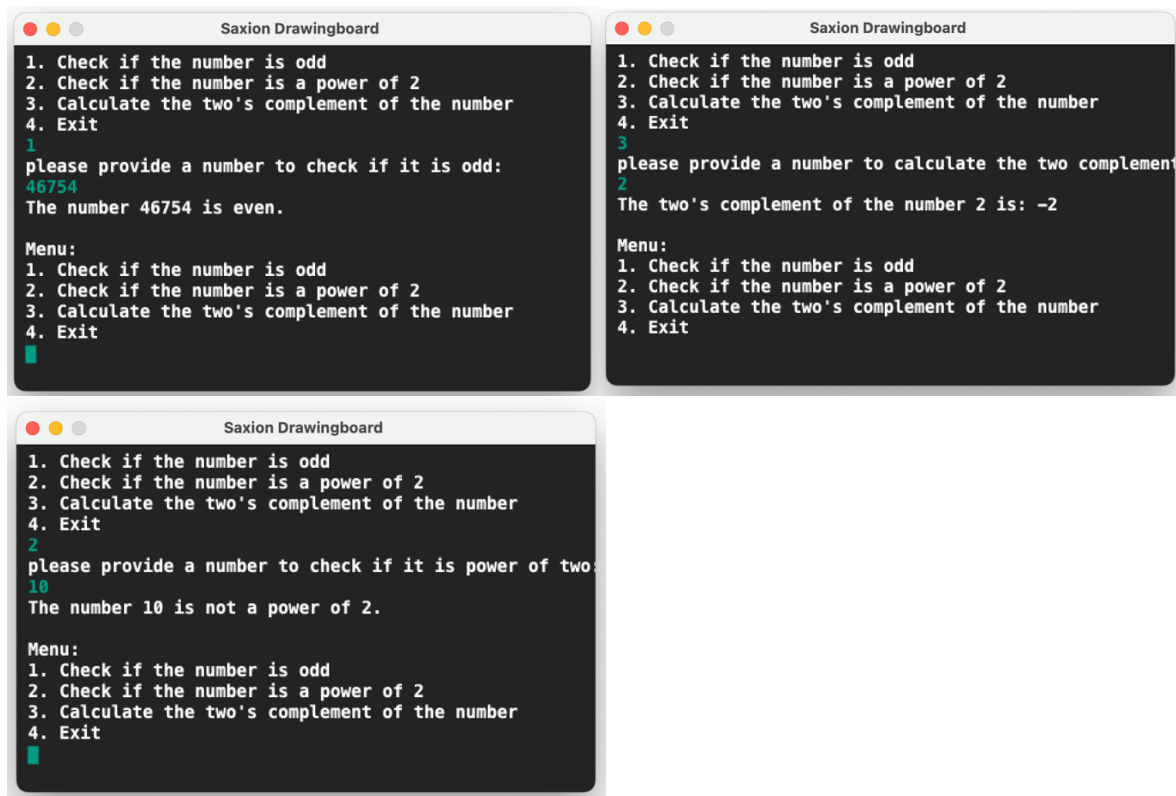 Saxion Drawingboard
1. Check if the number is odd
2. Check if the number is a power of 2
3. Calculate the two's complement of the number
4. Exit
1
please provide a number to check if it is odd:
46754
The number 46754 is even.
Menu:
1. Check if the number is odd
2. Check if the number is a power of 2
3. Calculate the two's complement of the number
4. Exit
Saxion Drawingboard
1. Check if the number is odd
2. Check if the number is a power of 2
3. Calculate the two's complement of the number
4. Exit
3
please provide a number to calculate the two complement
2
The two's complement of the number 2 is: -2
Menu:
1. Check if the number is odd
2. Check if the number is a power of 2
3. Calculate the two's complement of the number
4. Exit
Saxion Drawingboard
1. Check if the number is odd
2. Check if the number is a power of 2
3. Calculate the two's complement of the number
4. Exit
2
please provide a number to check if it is power of two:
10
The number 10 is not a power of 2.
Menu:
1. Check if the number is odd
2. Check if the number is a power of 2
3. Calculate the two's complement of the number
4. Exit